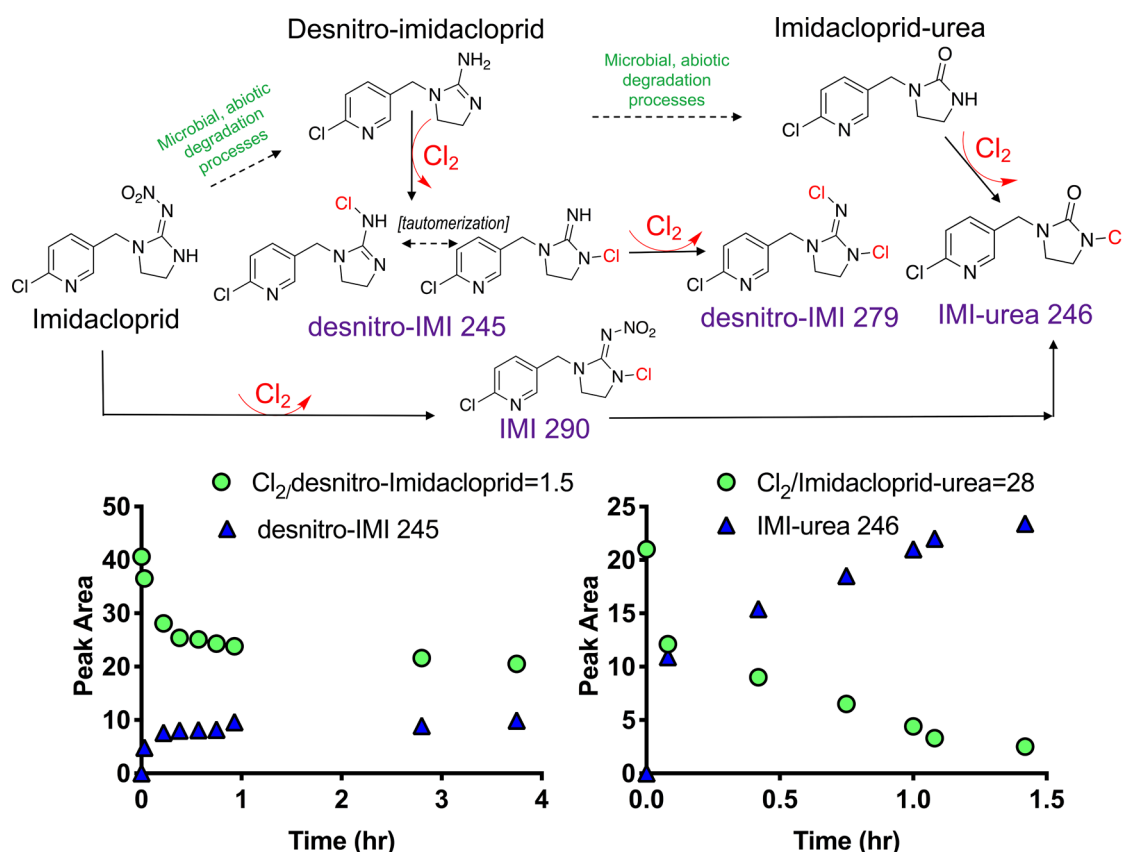 Desnitro-imidacloprid
Imidacloprid-urea
NH₂
N
N
Cl
N
Microbial, abiotic
degradation
processes
O
N
NH
Cl
N
Microbial, abiotic
degradation
processes
Cl₂
Cl₂
O₂N
N
N
NH
Cl
N
Imidacloprid
Cl
NH
N
N
Cl
N
[tautomerization]
NH
N
N
Cl
Cl
N
desnitro-IMI 245
Cl₂
Cl
N
N
N
Cl
Cl
N
desnitro-IMI 279
O
N
N
C
Cl
N
IMI-urea 246
Cl₂
N
NO₂
N
N
Cl
Cl
N
IMI 290
Cl₂/desnitro-Imidacloprid=1.5
desnitro-IMI 245
50
40
30
20
10
0
Peak Area
0
1
2
3
4
Time (hr)
Cl₂/Imidacloprid-urea=28
IMI-urea 246
25
20
15
10
5
0
Peak Area
0.0
0.5
1.0
1.5
Time (hr)